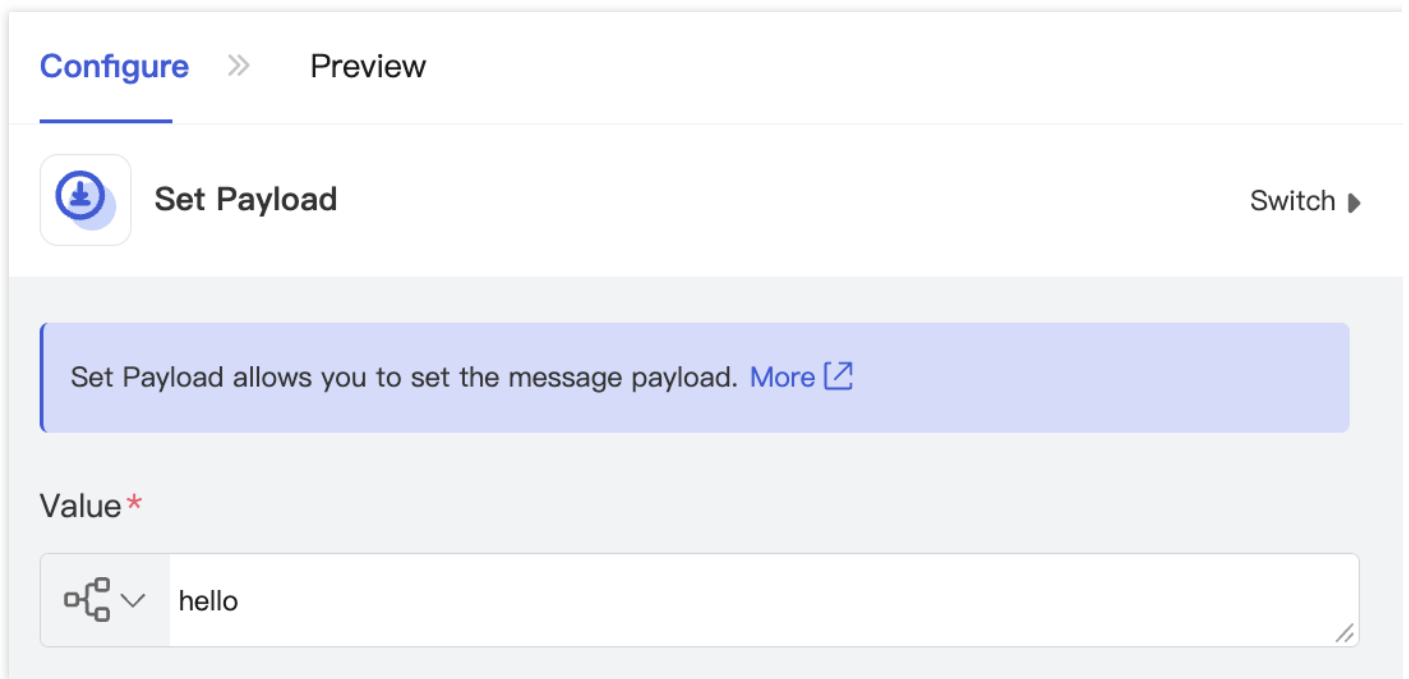 Configure Preview
Set Payload Switch
Set Payload allows you to set the message payload. More
Value*
hello